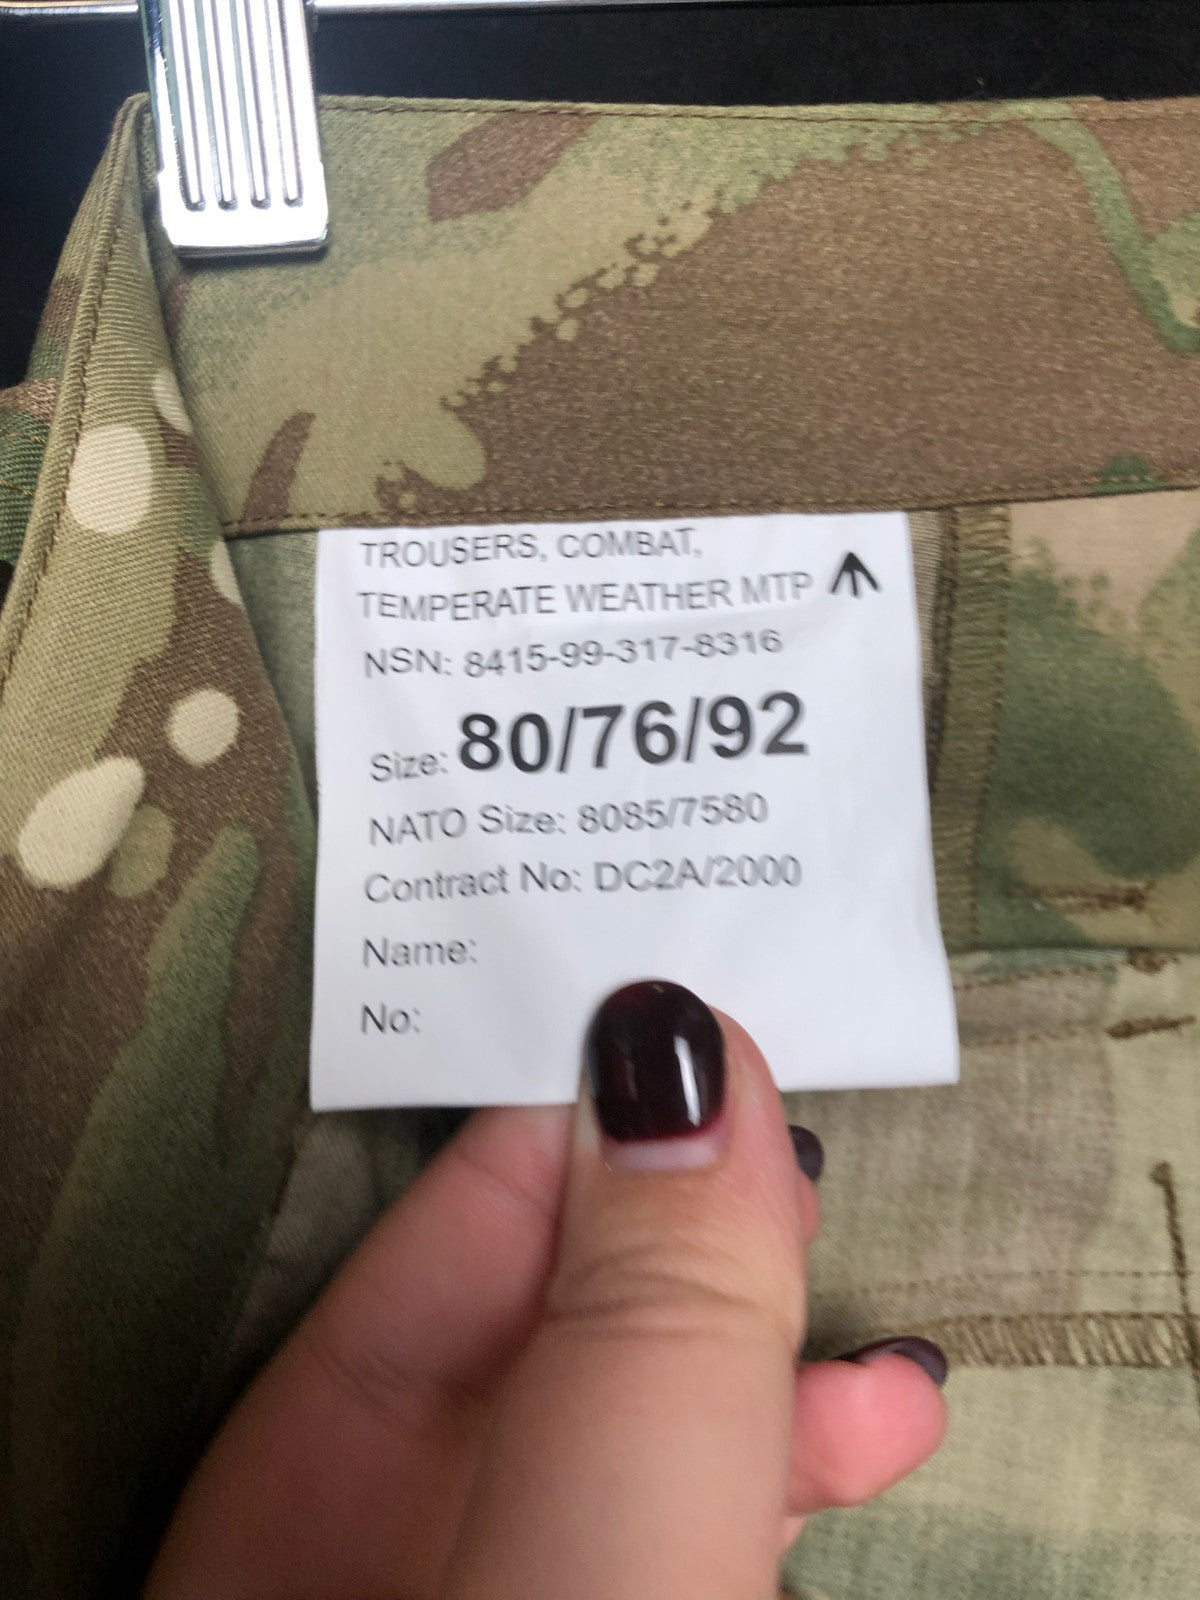 TROUSERS, COMBAT,
TEMPERATE WEATHER MTP
NSN: 8415-99-317-8316
Size: 80/76/92
NATO Size: 8085/7580
Contract No: DC2A/2000
Name:
No: